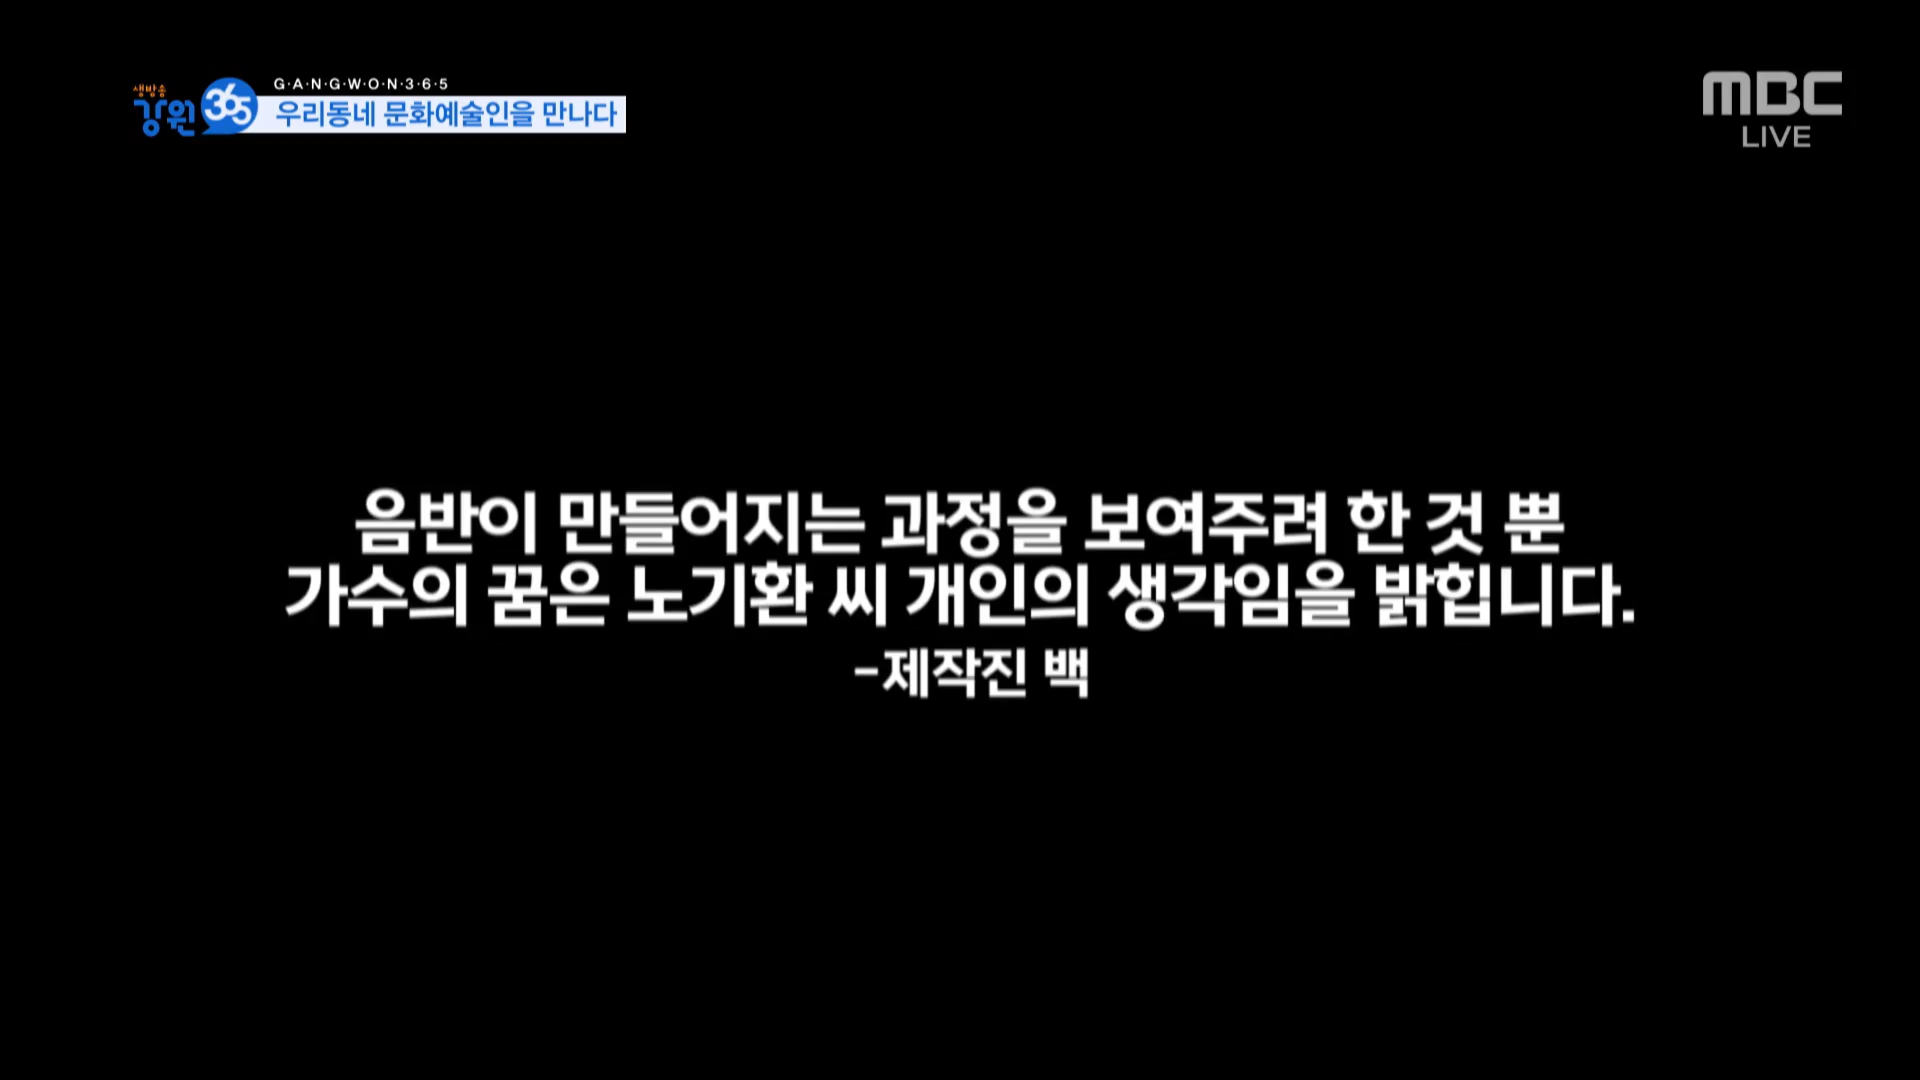 생방송
강원 365
G·A·N·G·W·O·N·3·6·5
우리동네 문화예술인을 만나다
MBC
LIVE
음반이 만들어지는 과정을 보여주려 한 것 뿐
가수의 꿈은 노기환 씨 개인의 생각임을 밝힙니다.
-제작진 백